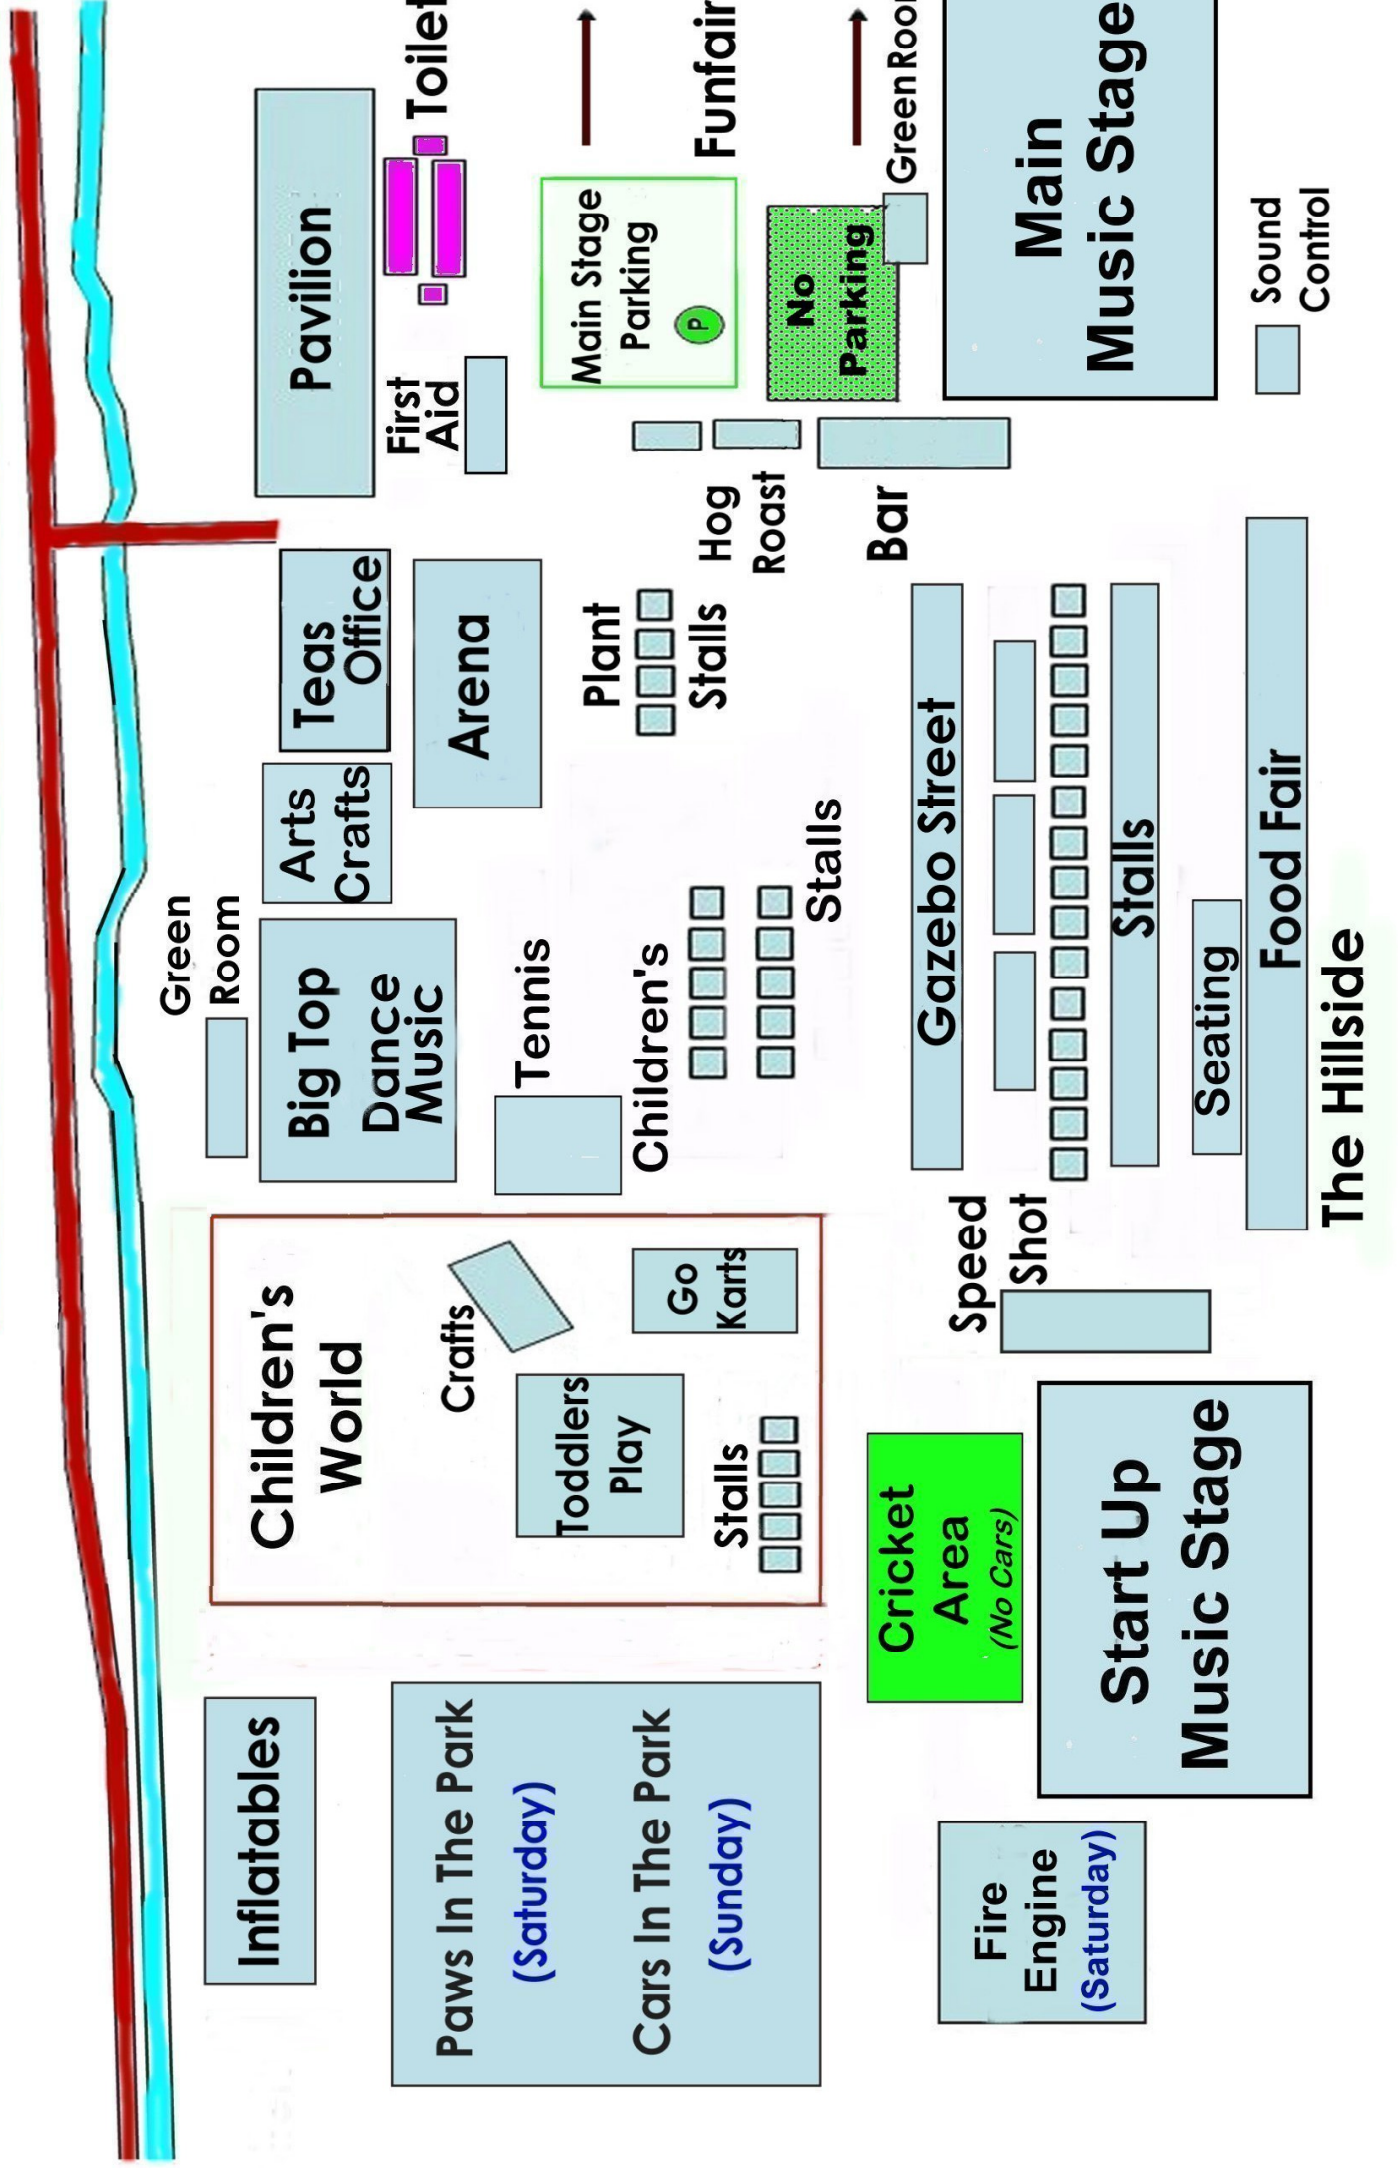 Toilet
Pavilion
First
Aid
Main Stage
Parking
P
Funfair
No
Parking
Green Roo
Main
Music Stage
Sound
Control
Hog
Roast
Bar
Teas
Office
Arena
Plant
Stalls
Arts
Crafts
Green
Room
Big Top
Dance
Music
Tennis
Children's
Stalls
Gazebo Street
Stalls
Seating
Food Fair
The Hillside
Speed
Shot
Children's
World
Crafts
Go
Karts
Toddlers
Play
Stalls
Cricket
Area
(No Cars)
Start Up
Music Stage
Inflatables
Paws In The Park
(Saturday)
Cars In The Park
(Sunday)
Fire
Engine
(Saturday)